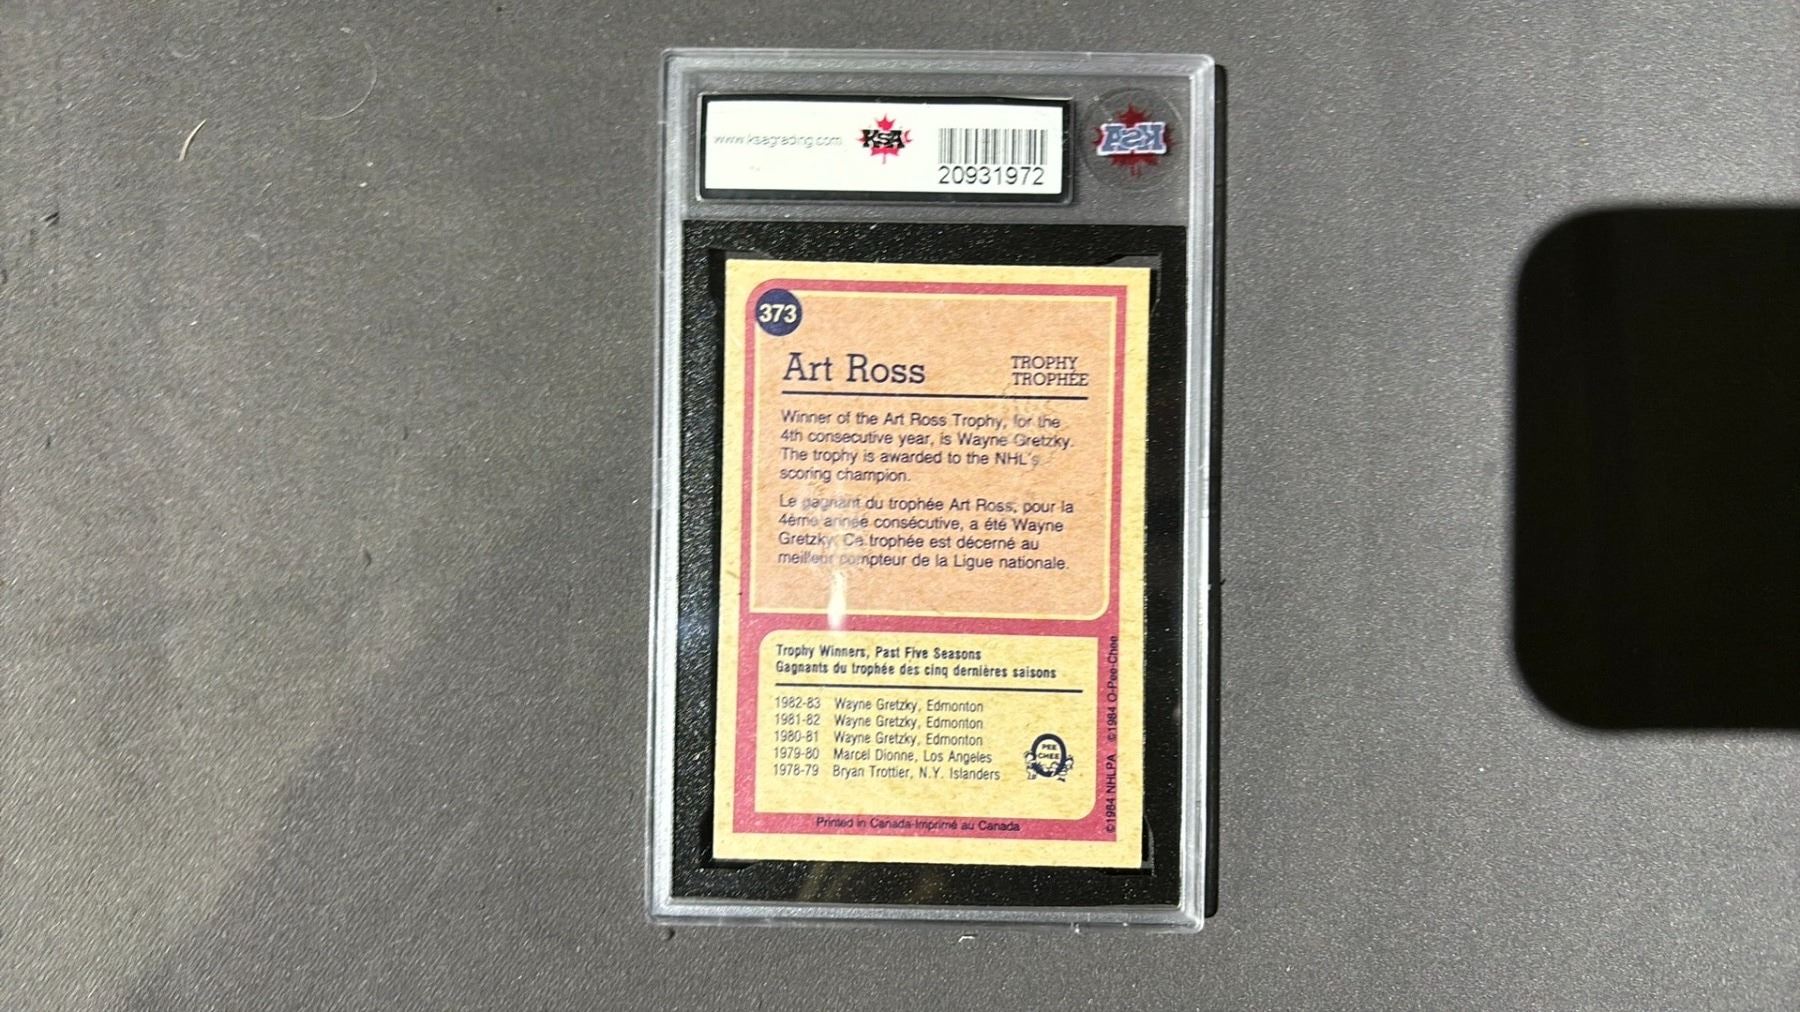 www.ksagrading.com
KSA
20931972
KSA
373
Art Ross
TROPHY
TROPHÉE
Winner of the Art Ross Trophy, for the
4th consecutive year, is Wayne Gretzky.
The trophy is awarded to the NHL's
scoring champion.
Le gagnant du trophée Art Ross, pour la
4ème année consécutive, a été Wayne
Gretzky. Ce trophée est décerné au
meilleur compteur de la Ligue nationale.
Trophy Winners, Past Five Seasons
Gagnants du trophée des cinq dernières saisons
1982-83 Wayne Gretzky, Edmonton
1981-82 Wayne Gretzky, Edmonton
1980-81 Wayne Gretzky, Edmonton
1979-80 Marcel Dionne, Los Angeles
1978-79 Bryan Trottier, N.Y. Islanders
PEE
CHEE
Printed in Canada-Imprimé au Canada
©1984 NHLPA ©1984 O-Pee-Chee